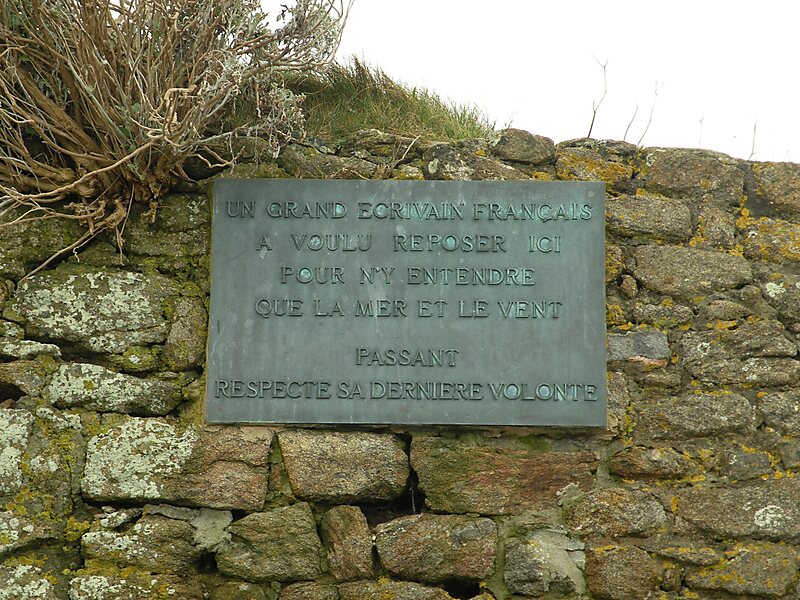 UN GRAND ECRIVAIN FRANÇAIS
A VOULU REPOSER ICI
POUR N'Y ENTENDRE
QUE LA MER ET LE VENT
PASSANT
RESPECTE SA DERNIERE VOLONTE